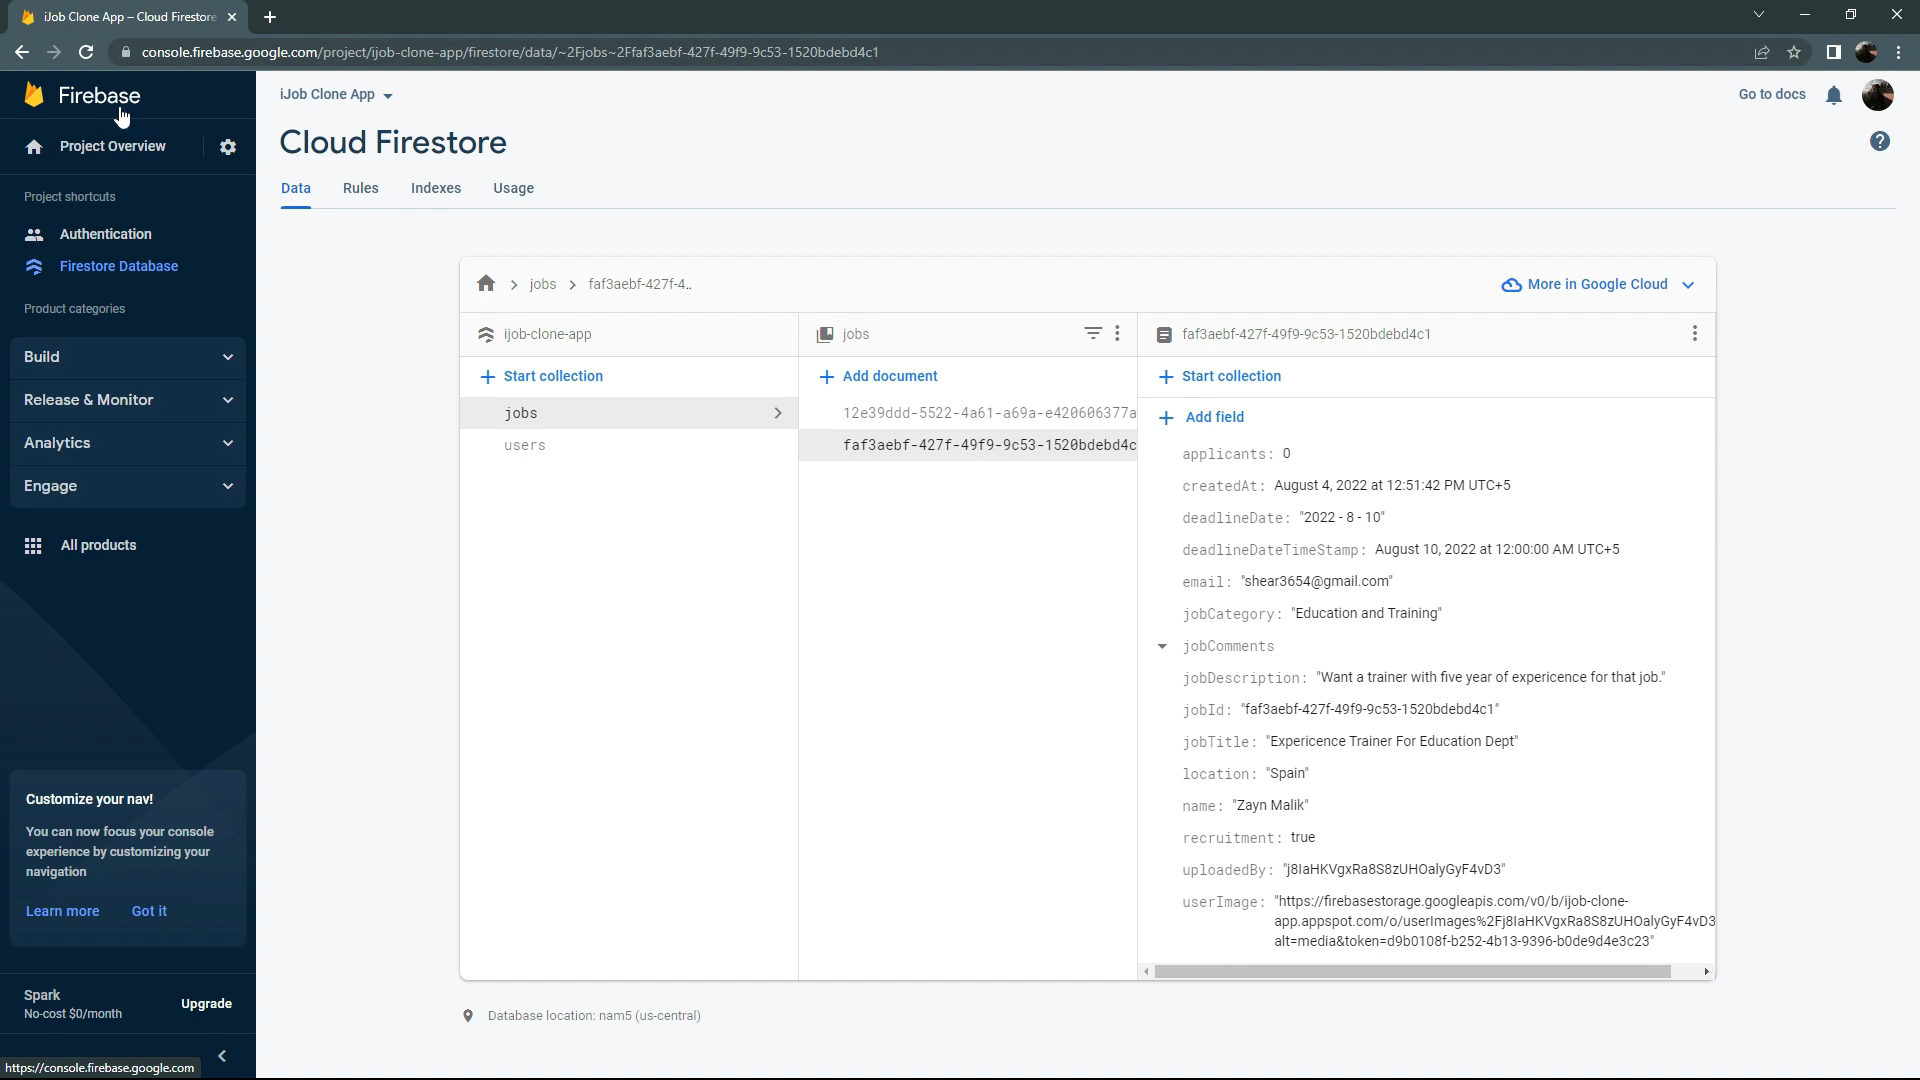 iJob Clone App – Cloud Firestore
console.firebase.google.com/project/ijob-clone-app/firestore/data/~2Fjobs~2Ffaf3aebf-427f-49f9-9c53-1520bdebd4c1
Firebase
Project Overview
Project shortcuts
Authentication
Firestore Database
Product categories
Build
Release & Monitor
Analytics
Engage
All products
Customize your nav!
You can now focus your console
experience by customizing your
navigation
Learn more Got it
Spark
No-cost $0/month
Upgrade
https://console.firebase.google.com
iJob Clone App
Go to docs
Cloud Firestore
Data Rules Indexes Usage
jobs > faf3aebf-427f-4..
More in Google Cloud
ijob-clone-app
Start collection
jobs
users
jobs
Add document
12e39ddd-5522-4a61-a69a-e420606377a
faf3aebf-427f-49f9-9c53-1520bdebd4c
faf3aebf-427f-49f9-9c53-1520bdebd4c1
Start collection
Add field
applicants: 0
createdAt: August 4, 2022 at 12:51:42 PM UTC+5
deadlineDate: "2022 - 8 - 10"
deadlineDateTimeStamp: August 10, 2022 at 12:00:00 AM UTC+5
email: "shear3654@gmail.com"
jobCategory: "Education and Training"
jobComments
jobDescription: "Want a trainer with five year of expericence for that job."
jobId: "faf3aebf-427f-49f9-9c53-1520bdebd4c1"
jobTitle: "Expericence Trainer For Education Dept"
location: "Spain"
name: "Zayn Malik"
recruitment: true
uploadedBy: "j8IaHKVgxRa8S8zUHOalyGyF4vD3"
userImage: "https://firebasestorage.googleapis.com/v0/b/ijob-clone-
app.appspot.com/o/userImages%2Fj8IaHKVgxRa8S8zUHOalyGyF4vD3
alt=media&token=d9b0108f-b252-4b13-9396-b0de9d4e3c23"
Database location: nam5 (us-central)